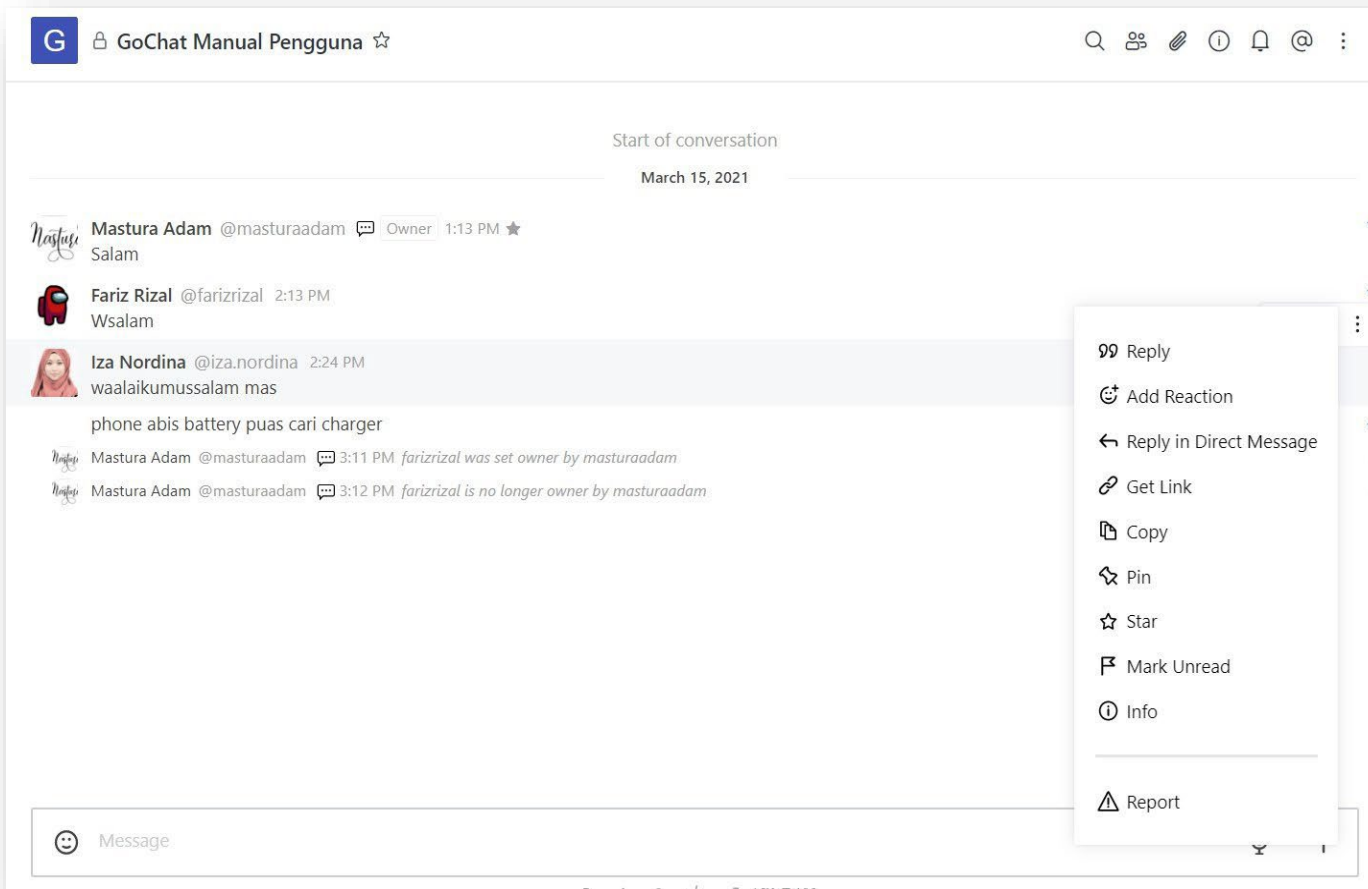 G GoChat Manual Pengguna
Start of conversation
March 15, 2021
Mastura Adam @masturaadam Owner 1:13 PM
Salam
Fariz Rizal @farizrizal 2:13 PM
Wsalam
Iza Nordina @iza.nordina 2:24 PM
waalaikumussalam mas
phone abis battery puas cari charger
Mastura Adam @masturaadam 3:11 PM farizrizal was set owner by masturaadam
Mastura Adam @masturaadam 3:12 PM farizrizal is no longer owner by masturaadam
Reply
Add Reaction
Reply in Direct Message
Get Link
Copy
Pin
Star
Mark Unread
Info
Report
Message